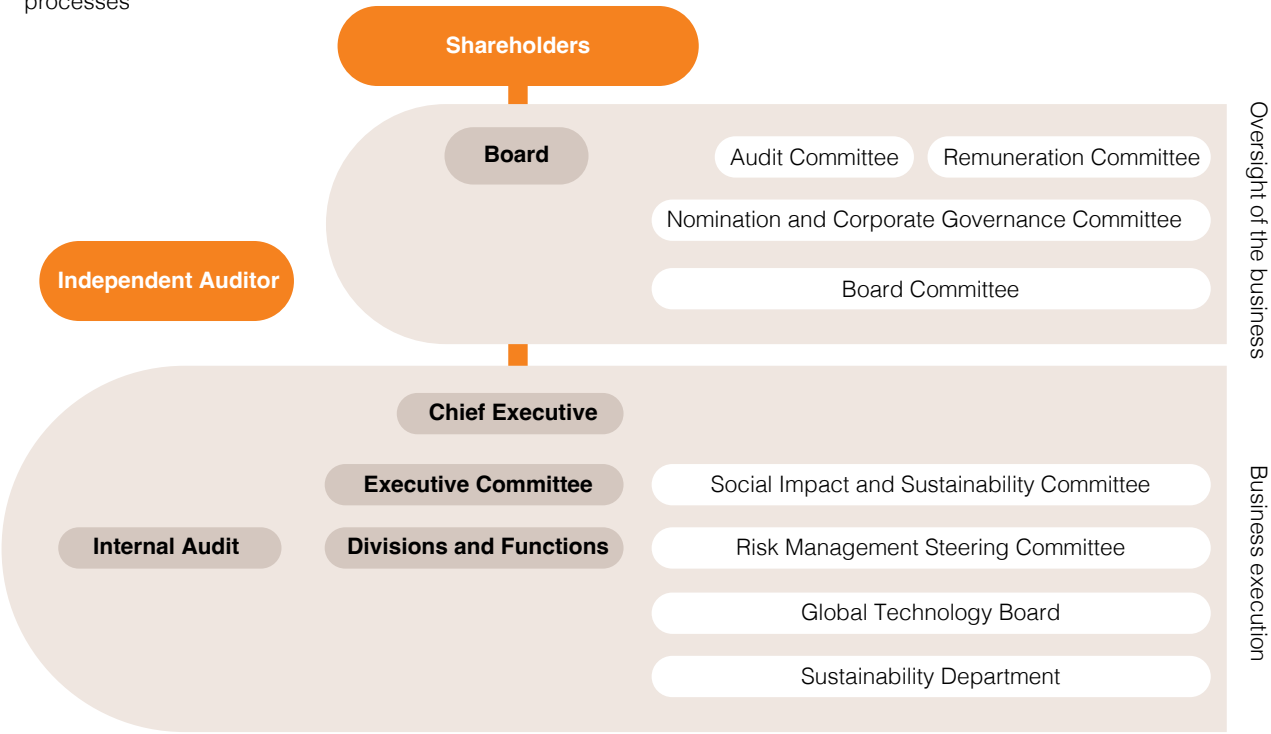 processes
Shareholders
Board
Audit Committee
Remuneration Committee
Nomination and Corporate Governance Committee
Board Committee
Oversight of the business
Independent Auditor
Chief Executive
Executive Committee
Social Impact and Sustainability Committee
Internal Audit
Divisions and Functions
Risk Management Steering Committee
Global Technology Board
Sustainability Department
Business execution